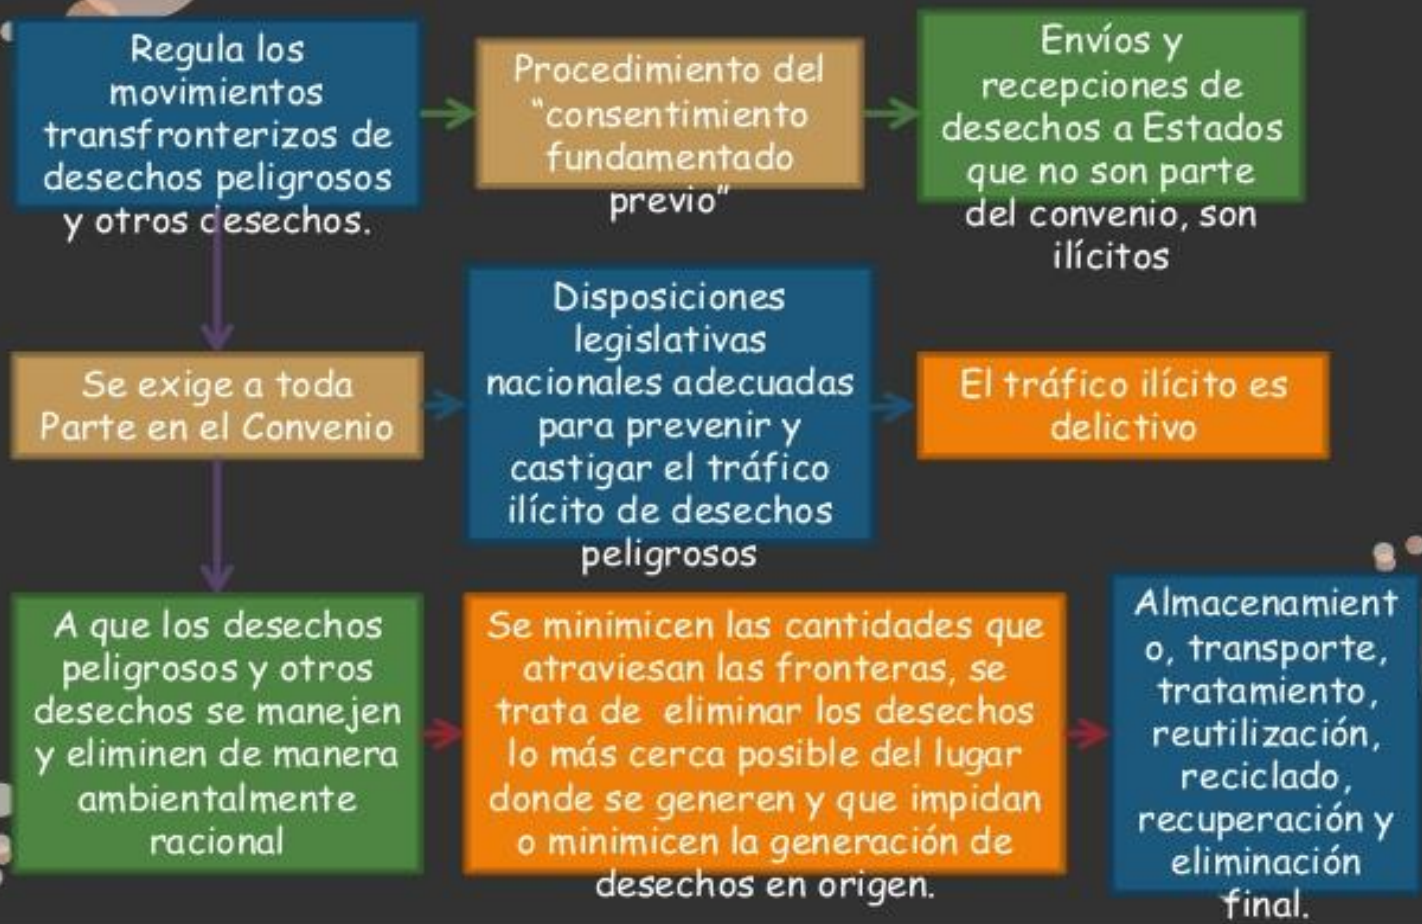 Regula los
movimientos
transfronterizos de
desechos peligrosos
y otros desechos.
Procedimiento del
"consentimiento
fundamentado
previo"
Envíos y
recepciones de
desechos a Estados
que no son parte
del convenio, son
ilícitos
Se exige a toda
Parte en el Convenio
Disposiciones
legislativas
nacionales adecuadas
para prevenir y
castigar el tráfico
ilícito de desechos
peligrosos
El tráfico ilícito es
delictivo
A que los desechos
peligrosos y otros
desechos se manejen
y eliminen de manera
ambientalmente
racional
Se minimicen las cantidades que
atraviesan las fronteras, se
trata de eliminar los desechos
lo más cerca posible del lugar
donde se generen y que impidan
o minimicen la generación de
desechos en origen.
Almacenamient
o, transporte,
tratamiento,
reutilización,
reciclado,
recuperación y
eliminación
final.